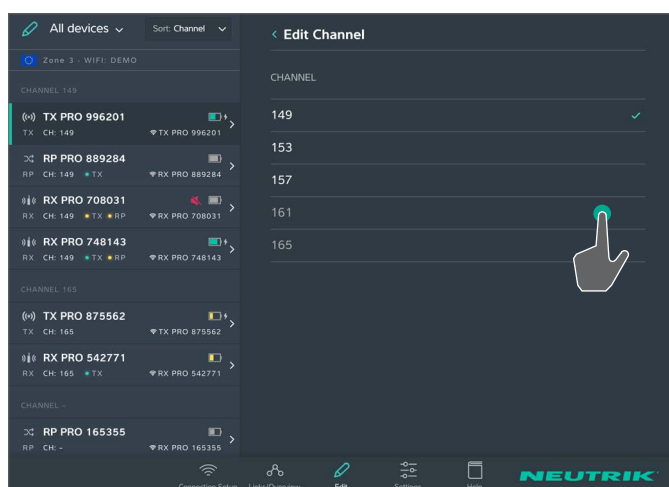 All devices
Sort: Channel
Zone 3 - WIFI: DEMO
CHANNEL 149
TX PRO 996201
TX CH: 149 TX PRO 996201
RP PRO 889284
RP CH: 149 TX RP PRO 889284
RX PRO 708031
RX CH: 149 TX RP RX PRO 708031
RX PRO 748143
RX CH: 149 TX RP RX PRO 748143
CHANNEL 165
TX PRO 875562
TX CH: 165 TX PRO 875562
RX PRO 542771
RX CH: 165 TX RX PRO 542771
CHANNEL -
RP PRO 165355
RP CH: - RX PRO 165355
Edit Channel
CHANNEL
149
153
157
161
165
Connection Setup Links/Overview Edit Settings Help
NEUTRIK